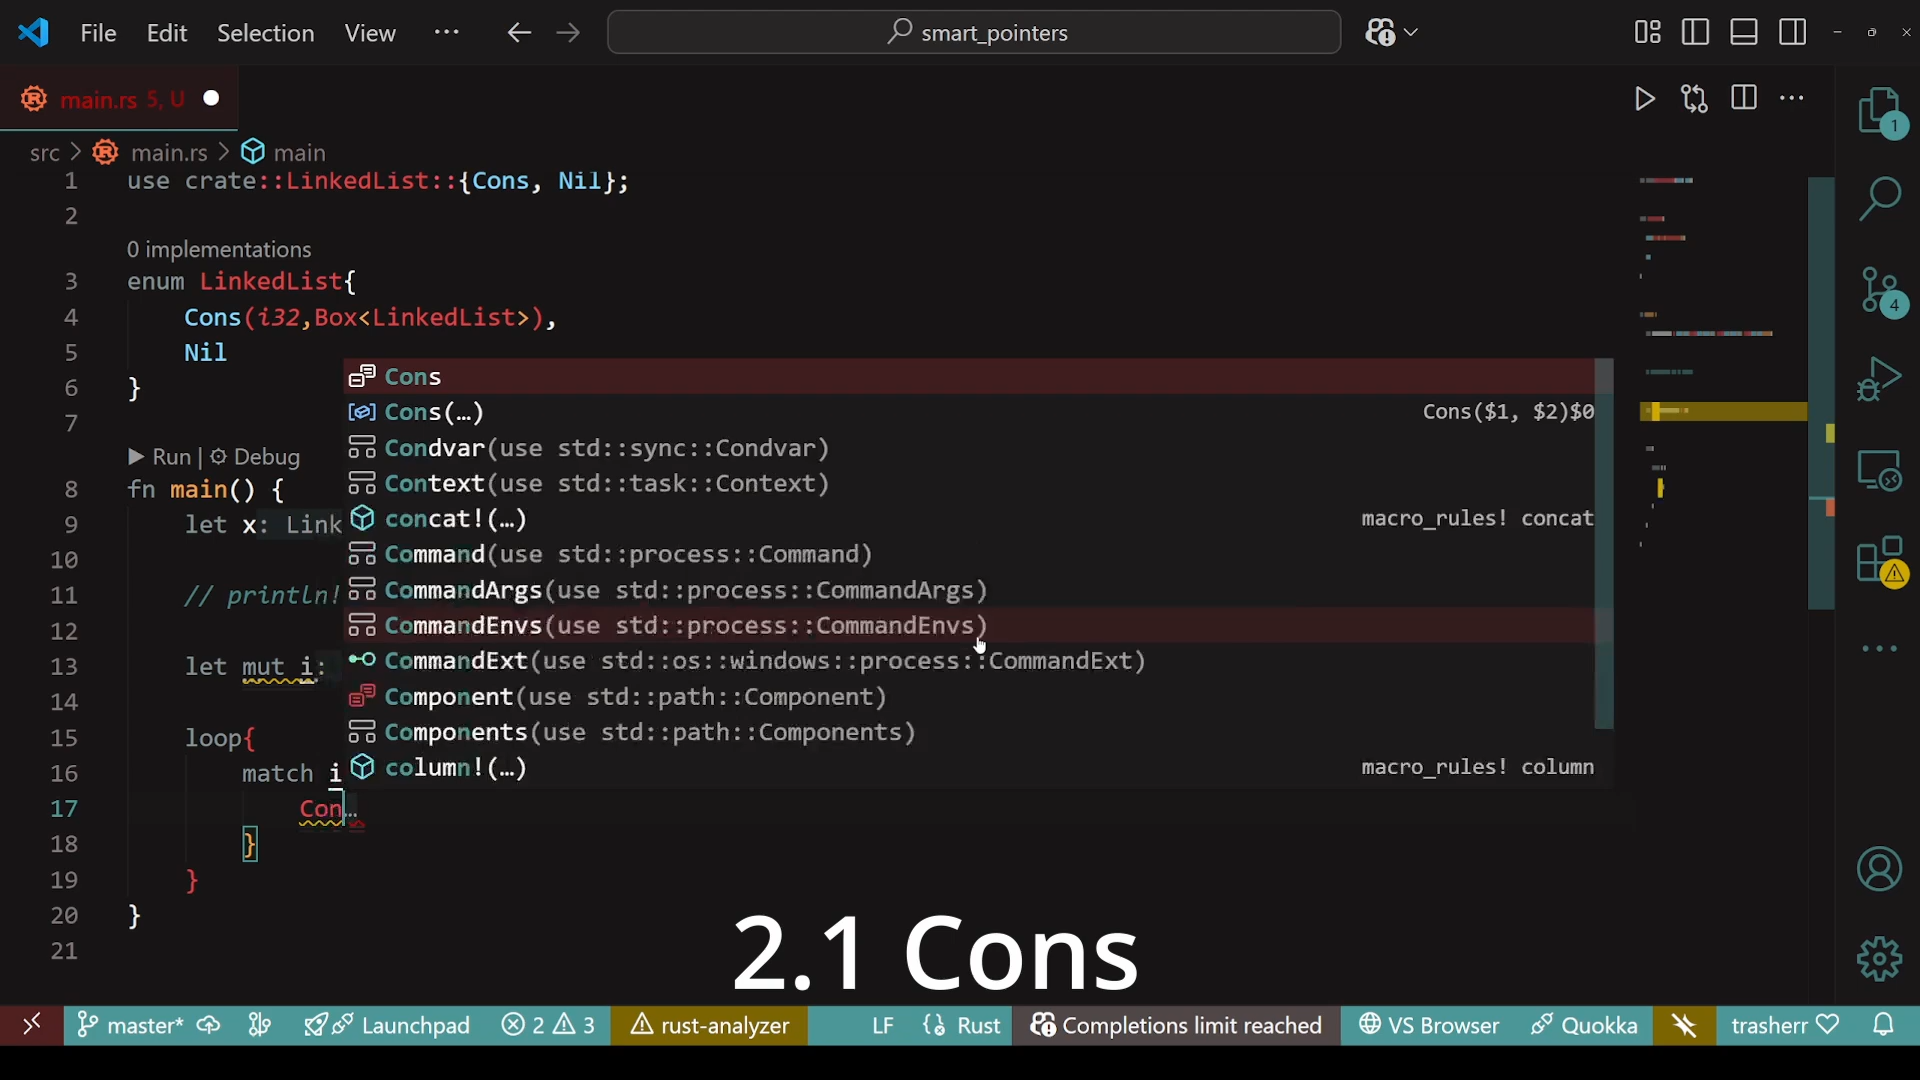 File Edit Selection View ... smart_pointers
main.rs 5, U
src > main.rs > main
1 use crate::LinkedList::{Cons, Nil};
2
0 implementations
3 enum LinkedList{
4 Cons(i32,Box<LinkedList>),
5 Nil
6 }
7
Run | Debug
8 fn main() {
9 let x: Link
10
11 // println!
12
13 let mut i:
14
15 loop{
16 match i
17 Con…
18 }
19 }
20 }
21
Cons
Cons(…) Cons($1, $2)$0
Condvar(use std::sync::Condvar)
Context(use std::task::Context)
concat!(…) macro_rules! concat
Command(use std::process::Command)
CommandArgs(use std::process::CommandArgs)
CommandEnvs(use std::process::CommandEnvs)
CommandExt(use std::os::windows::process::CommandExt)
Component(use std::path::Component)
Components(use std::path::Components)
column!(…) macro_rules! column
1
4
2.1 Cons
master* Launchpad 2 3 rust-analyzer LF Rust Completions limit reached VS Browser Quokka trasherr